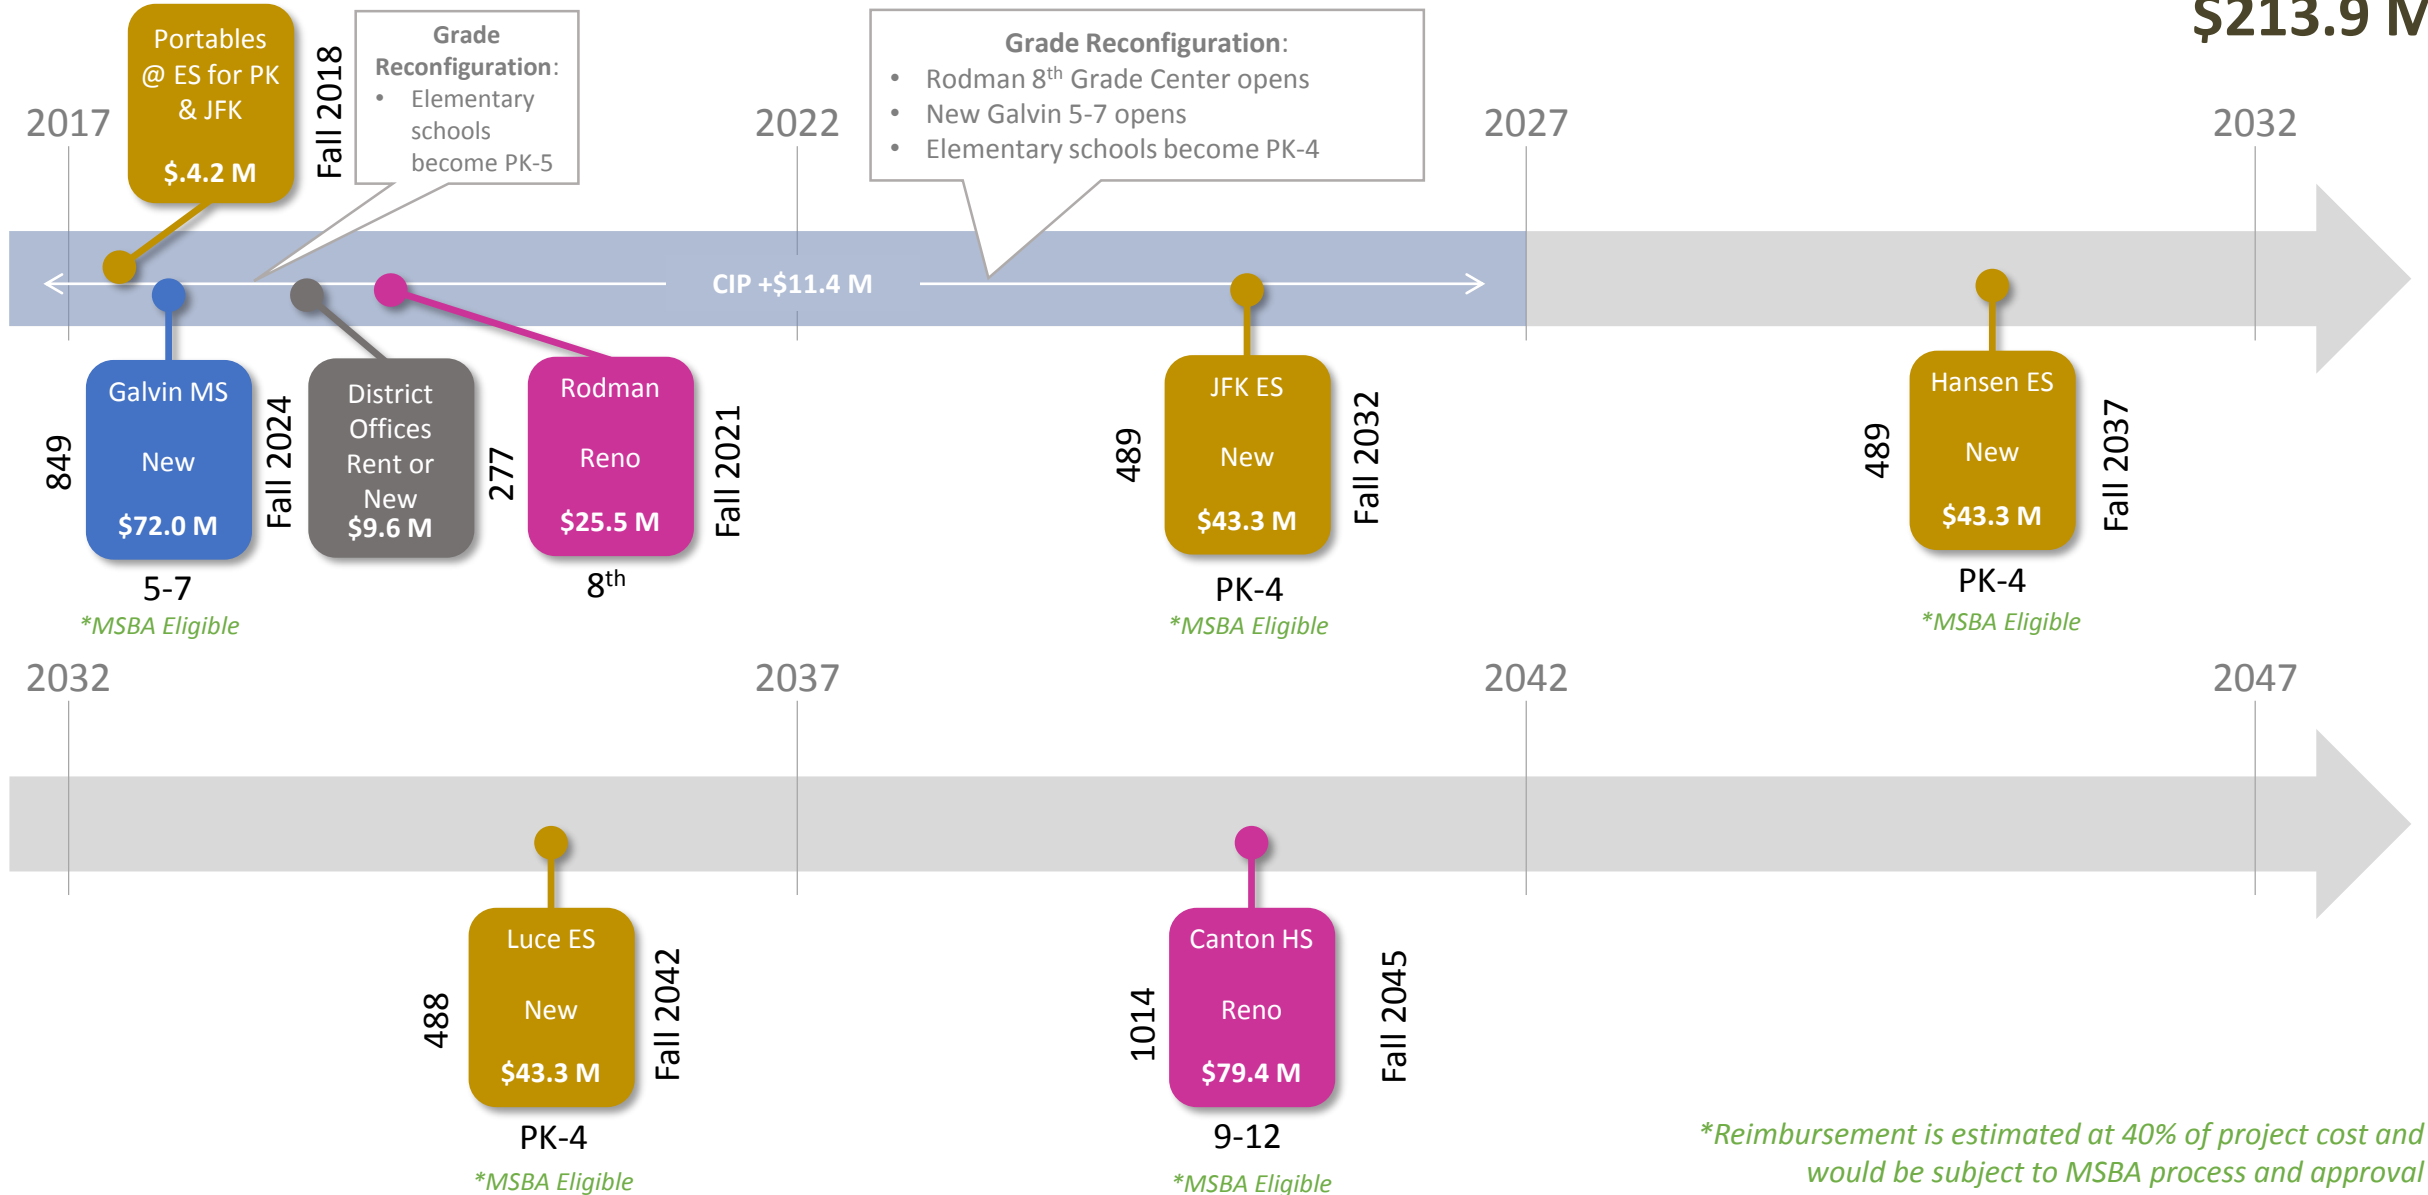 $213.9 M
Portables
@ ES for PK
& JFK
$.4.2 M
Fall 2018
Grade
Reconfiguration:
• Elementary
schools
become PK-5
Grade Reconfiguration:
• Rodman 8th Grade Center opens
• New Galvin 5-7 opens
• Elementary schools become PK-4
2017
2022
2027
2032
CIP +$11.4 M
849
Galvin MS
New
$72.0 M
Fall 2024
5-7
*MSBA Eligible
District
Offices
Rent or
New
$9.6 M
277
Rodman
Reno
$25.5 M
Fall 2021
8th
489
JFK ES
New
$43.3 M
Fall 2032
PK-4
*MSBA Eligible
489
Hansen ES
New
$43.3 M
Fall 2037
PK-4
*MSBA Eligible
2032
2037
2042
2047
488
Luce ES
New
$43.3 M
Fall 2042
PK-4
*MSBA Eligible
1014
Canton HS
Reno
$79.4 M
Fall 2045
9-12
*MSBA Eligible
*Reimbursement is estimated at 40% of project cost and
would be subject to MSBA process and approval